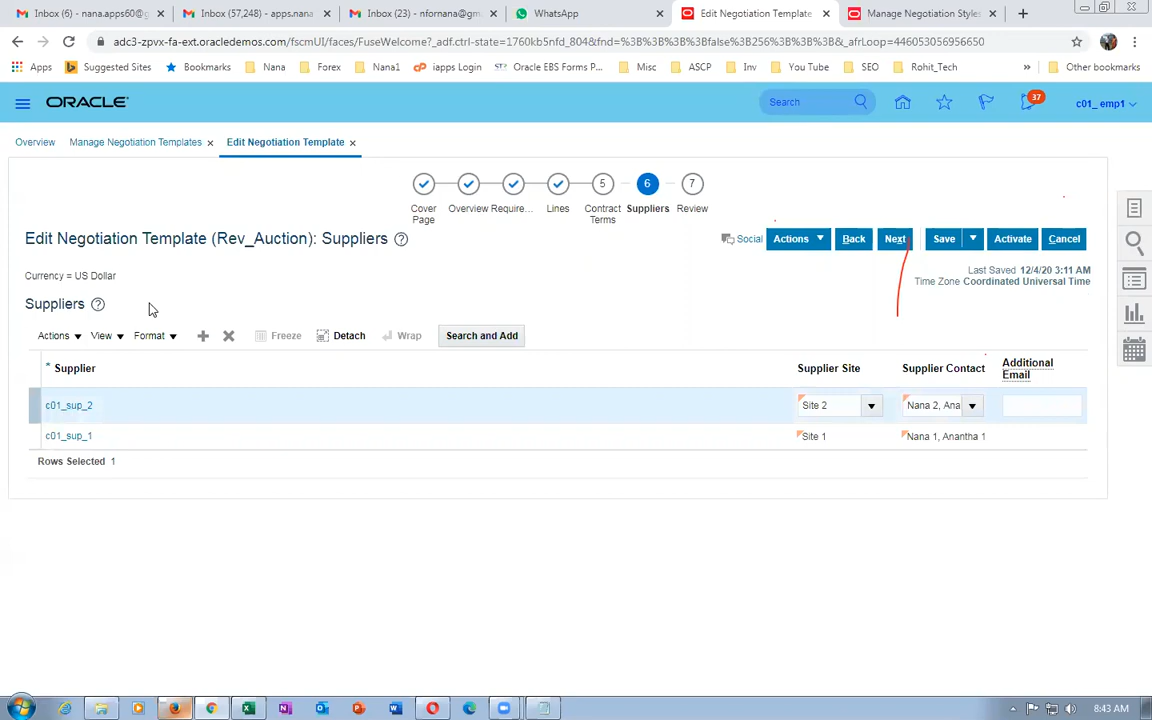 Inbox (6) - nana.apps60@g
Inbox (57,248) - apps.nana
Inbox (23) - nfornana@gm
WhatsApp
Edit Negotiation Template
Manage Negotiation Styles
adc3-zpvx-fa-ext.oracledemos.com/fscmUI/faces/FuseWelcome?_adf.ctrl-state=1760kb5nfd_804&fnd=%3B%3B%3B%3Bfalse%3B256%3B%3B%3B&_afrLoop=446053056956650
Apps Suggested Sites Bookmarks Nana Forex Nana1 iapps Login Oracle EBS Forms P... Misc ASCP Inv You Tube SEO Rohit_Tech » Other bookmarks
ORACLE
Search
37
c01_ emp1
Overview Manage Negotiation Templates × Edit Negotiation Template ×
5 6 7
Cover Page Overview Require... Lines Contract Terms Suppliers Review
Edit Negotiation Template (Rev_Auction): Suppliers
Social Actions Back Next Save Activate Cancel
Currency = US Dollar
Last Saved 12/4/20 3:11 AM
Time Zone Coordinated Universal Time
Suppliers
Actions View Format Freeze Detach Wrap Search and Add
* Supplier Supplier Site Supplier Contact Additional Email
c01_sup_2 Site 2 Nana 2, Ana
c01_sup_1 Site 1 Nana 1, Anantha 1
Rows Selected 1
8:43 AM